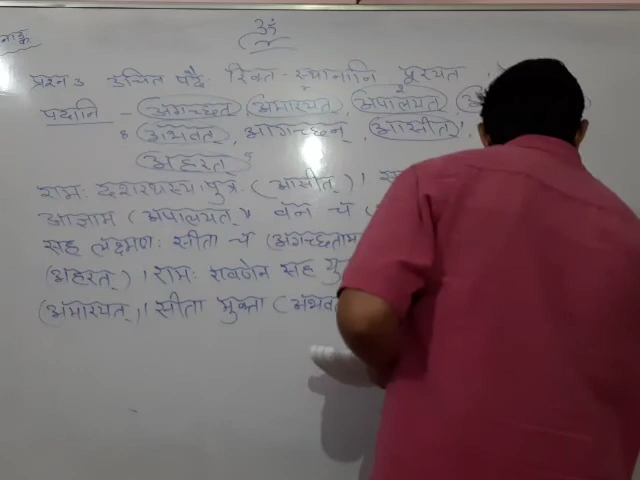 ॐ
प्रश्न 3 उचित पदैः रिक्त-स्थानानि पूरयत
पदानि - अगच्छत्, अमारयत्, अपालयत्,
अभवत्, आगच्छन्, आसीत्,
अहरत्
रामः दशरथस्य पुत्रः (आसीत्)।
आज्ञाम् (अपालयत्)। वनं च
सह लक्ष्मणः सीता च (अगच्छताम
(अहरत्)। रामः रावणेन सह
(अमारयत्)। सीता मुक्ता (अभव